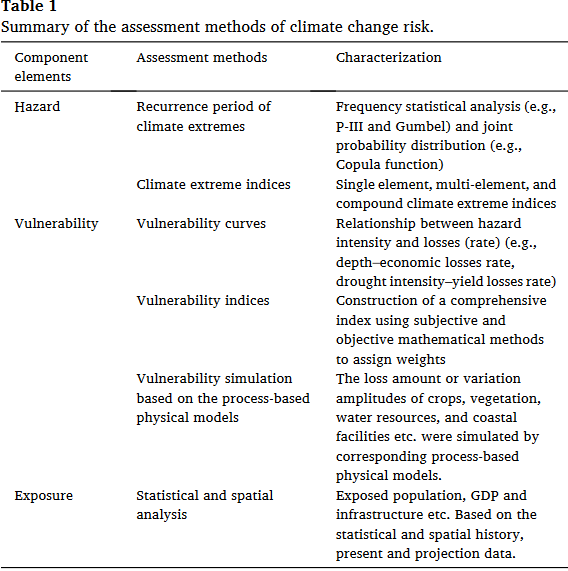 Table 1
Summary of the assessment methods of climate change risk.
Component elements Assessment methods Characterization
Hazard Recurrence period of climate extremes Frequency statistical analysis (e.g., P-III and Gumbel) and joint probability distribution (e.g., Copula function)
Climate extreme indices Single element, multi-element, and compound climate extreme indices
Vulnerability Vulnerability curves Relationship between hazard intensity and losses (rate) (e.g., depth–economic losses rate, drought intensity–yield losses rate)
Vulnerability indices Construction of a comprehensive index using subjective and objective mathematical methods to assign weights
Vulnerability simulation based on the process-based physical models The loss amount or variation amplitudes of crops, vegetation, water resources, and coastal facilities etc. were simulated by corresponding process-based physical models.
Exposure Statistical and spatial analysis Exposed population, GDP and infrastructure etc. Based on the statistical and spatial history, present and projection data.